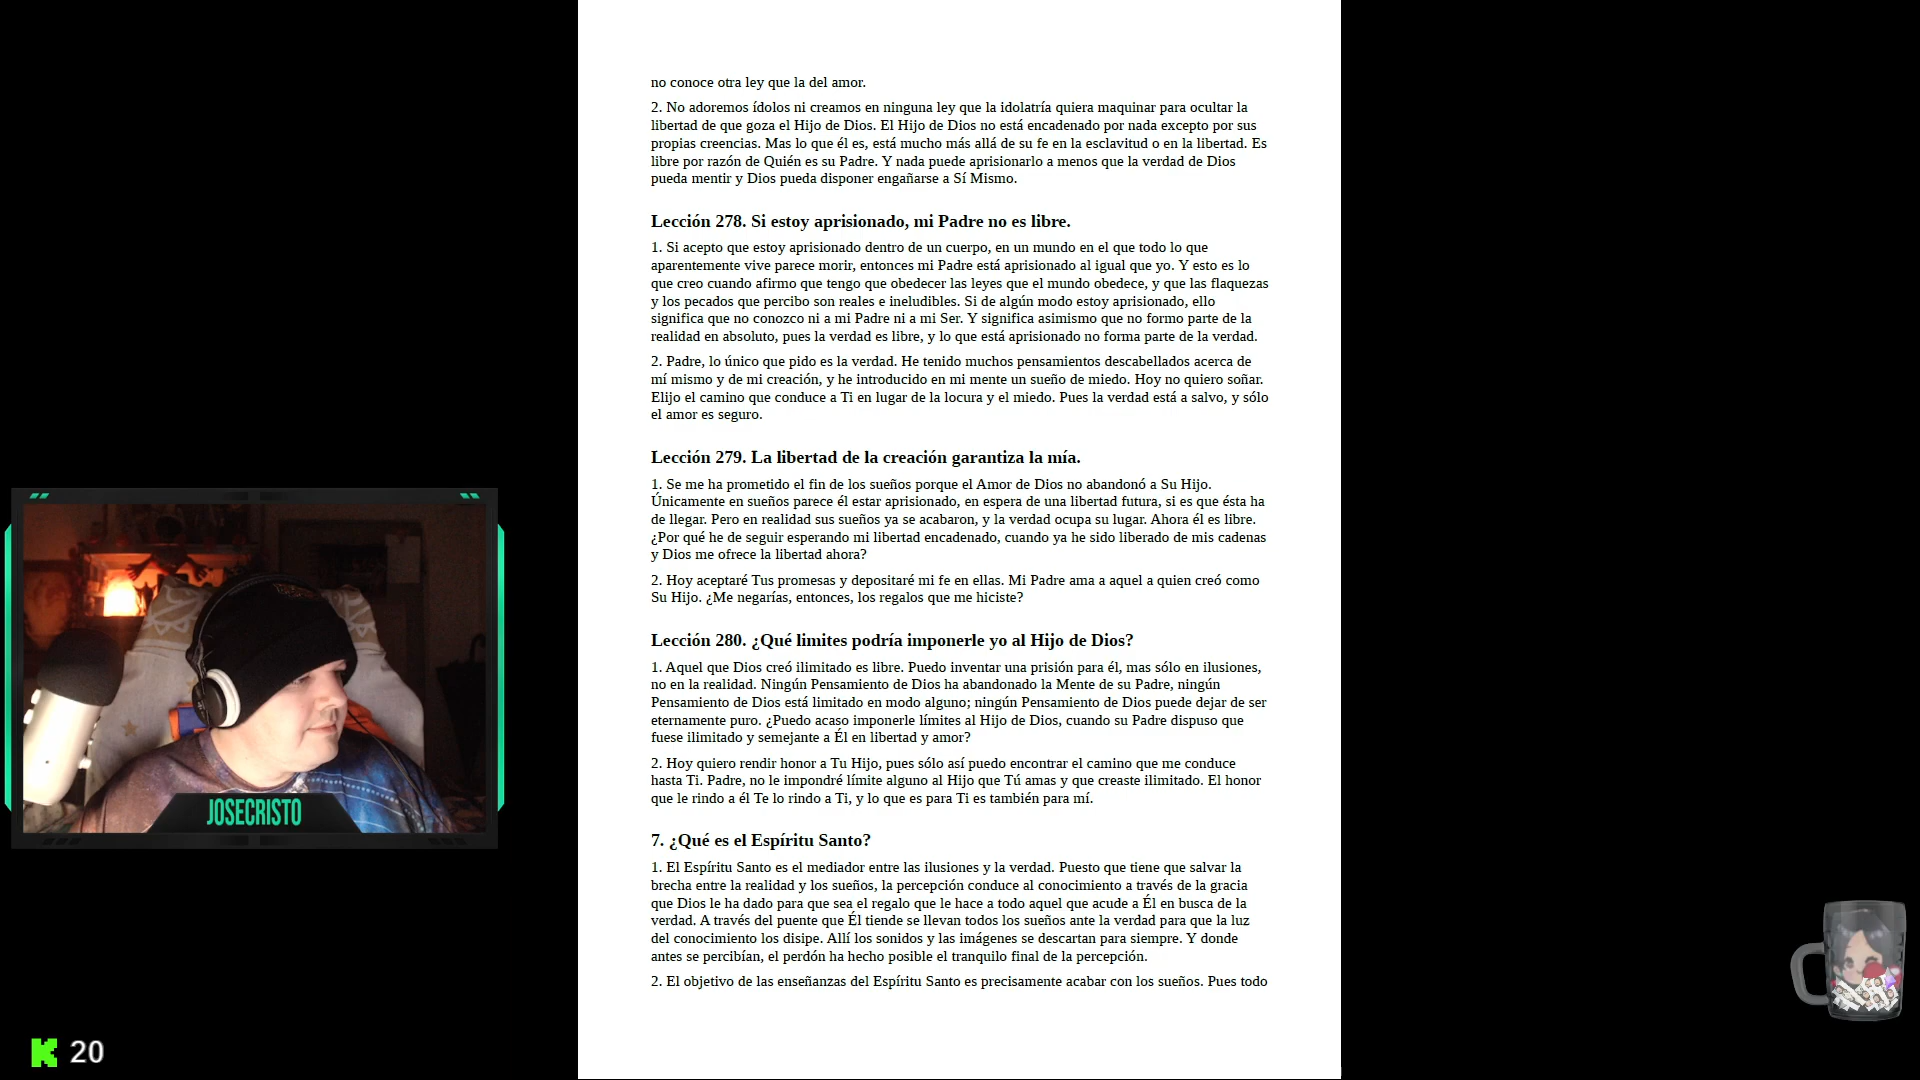 no conoce otra ley que la del amor.
2. No adoremos ídolos ni creamos en ninguna ley que la idolatría quiera maquinar para ocultar la
libertad de que goza el Hijo de Dios. El Hijo de Dios no está encadenado por nada excepto por sus
propias creencias. Mas lo que él es, está mucho más allá de su fe en la esclavitud o en la libertad. Es
libre por razón de Quién es su Padre. Y nada puede aprisionarlo a menos que la verdad de Dios
pueda mentir y Dios pueda disponer engañarse a Sí Mismo.
Lección 278. Si estoy aprisionado, mi Padre no es libre.
1. Si acepto que estoy aprisionado dentro de un cuerpo, en un mundo en el que todo lo que
aparentemente vive parece morir, entonces mi Padre está aprisionado al igual que yo. Y esto es lo
que creo cuando afirmo que tengo que obedecer las leyes que el mundo obedece, y que las flaquezas
y los pecados que percibo son reales e ineludibles. Si de algún modo estoy aprisionado, ello
significa que no conozco ni a mi Padre ni a mi Ser. Y significa asimismo que no formo parte de la
realidad en absoluto, pues la verdad es libre, y lo que está aprisionado no forma parte de la verdad.
2. Padre, lo único que pido es la verdad. He tenido muchos pensamientos descabellados acerca de
mí mismo y de mi creación, y he introducido en mi mente un sueño de miedo. Hoy no quiero soñar.
Elijo el camino que conduce a Ti en lugar de la locura y el miedo. Pues la verdad está a salvo, y sólo
el amor es seguro.
Lección 279. La libertad de la creación garantiza la mía.
1. Se me ha prometido el fin de los sueños porque el Amor de Dios no abandonó a Su Hijo.
Únicamente en sueños parece él estar aprisionado, en espera de una libertad futura, si es que ésta ha
de llegar. Pero en realidad sus sueños ya se acabaron, y la verdad ocupa su lugar. Ahora él es libre.
¿Por qué he de seguir esperando mi libertad encadenado, cuando ya he sido liberado de mis cadenas
y Dios me ofrece la libertad ahora?
2. Hoy aceptaré Tus promesas y depositaré mi fe en ellas. Mi Padre ama a aquel a quien creó como
Su Hijo. ¿Me negarías, entonces, los regalos que me hiciste?
Lección 280. ¿Qué limites podría imponerle yo al Hijo de Dios?
1. Aquel que Dios creó ilimitado es libre. Puedo inventar una prisión para él, mas sólo en ilusiones,
no en la realidad. Ningún Pensamiento de Dios ha abandonado la Mente de su Padre, ningún
Pensamiento de Dios está limitado en modo alguno; ningún Pensamiento de Dios puede dejar de ser
eternamente puro. ¿Puedo acaso imponerle límites al Hijo de Dios, cuando su Padre dispuso que
fuese ilimitado y semejante a Él en libertad y amor?
2. Hoy quiero rendir honor a Tu Hijo, pues sólo así puedo encontrar el camino que me conduce
hasta Ti. Padre, no le impondré límite alguno al Hijo que Tú amas y que creaste ilimitado. El honor
que le rindo a él Te lo rindo a Ti, y lo que es para Ti es también para mí.
7. ¿Qué es el Espíritu Santo?
1. El Espíritu Santo es el mediador entre las ilusiones y la verdad. Puesto que tiene que salvar la
brecha entre la realidad y los sueños, la percepción conduce al conocimiento a través de la gracia
que Dios le ha dado para que sea el regalo que le hace a todo aquel que acude a Él en busca de la
verdad. A través del puente que Él tiende se llevan todos los sueños ante la verdad para que la luz
del conocimiento los disipe. Allí los sonidos y las imágenes se descartan para siempre. Y donde
antes se percibían, el perdón ha hecho posible el tranquilo final de la percepción.
2. El objetivo de las enseñanzas del Espíritu Santo es precisamente acabar con los sueños. Pues todo
JOSECRISTO
K 20